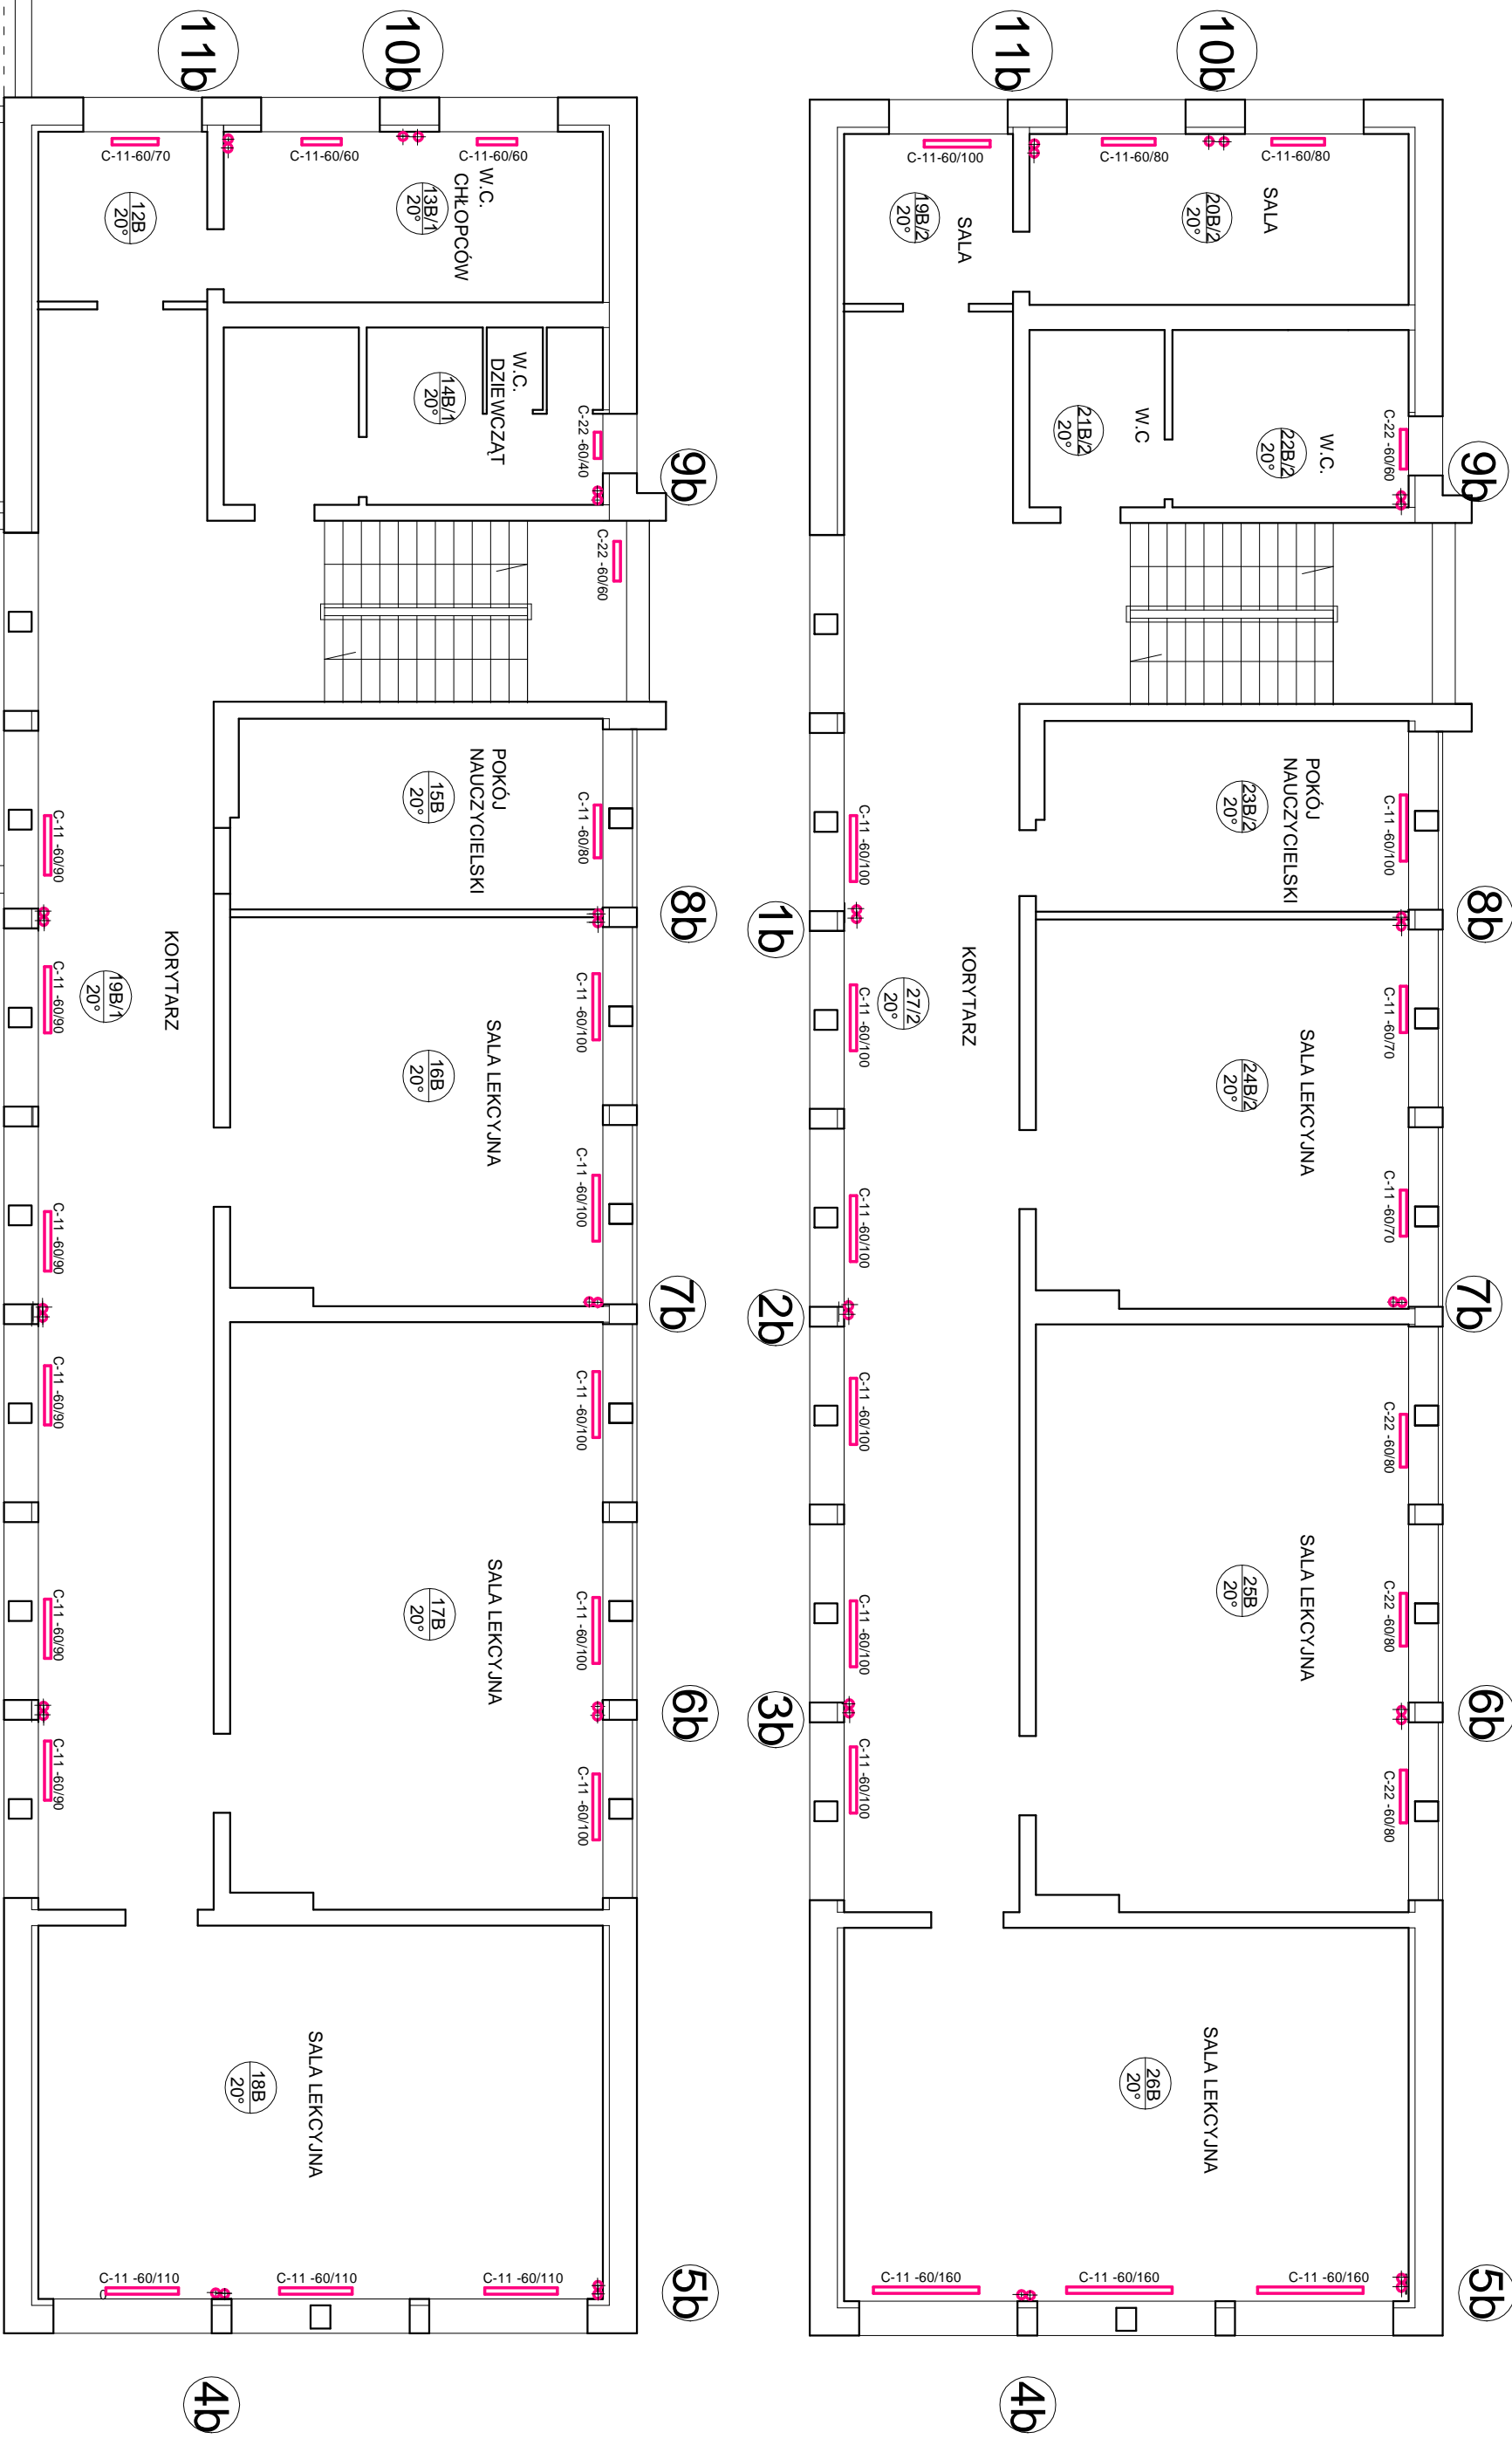 11b
10b
11b
10b
C-11-60/70
C-11-60/60
C-11-60/60
C-11-60/100
C-11-60/80
C-11-60/80
12B
20°
13B/1
20°
W.C.
CHŁOPCÓW
19B/2
20°
SALA
20B/2
20°
SALA
14B/1
20°
W.C.
DZIEWCZĄT
C-22 -60/40
9b
21B/2
20°
W.C
22B/2
20°
W.C.
C-22 -60/60
9b
C-22 -60/60
C-11 -60/90
15B
20°
POKÓJ
NAUCZYCIELSKI
C-11 -60/80
8b
C-11 -60/100
1b
23B/2
20°
POKÓJ
NAUCZYCIELSKI
C-11 -60/100
8b
C-11 -60/90
19B/1
20°
KORYTARZ
16B
20°
SALA LEKCYJNA
C-11 -60/100
C-11 -60/100
C-11 -60/100
27/2
20°
KORYTARZ
24B/2
20°
SALA LEKCYJNA
C-11 -60/70
C-11 -60/70
C-11 -60/90
7b
2b
C-11 -60/100
7b
C-11 -60/90
C-11 -60/100
C-11 -60/100
C-22 -60/80
C-11 -60/90
17B
20°
SALA LEKCYJNA
C-11 -60/100
C-11 -60/100
25B
20°
SALA LEKCYJNA
C-22 -60/80
6b
3b
6b
C-11 -60/90
C-11 -60/100
C-11 -60/100
C-22 -60/80
18B
20°
SALA LEKCYJNA
26B
20°
SALA LEKCYJNA
C-11 -60/110
0
C-11 -60/110
C-11 -60/110
5b
C-11 -60/160
C-11 -60/160
C-11 -60/160
5b
4b
4b